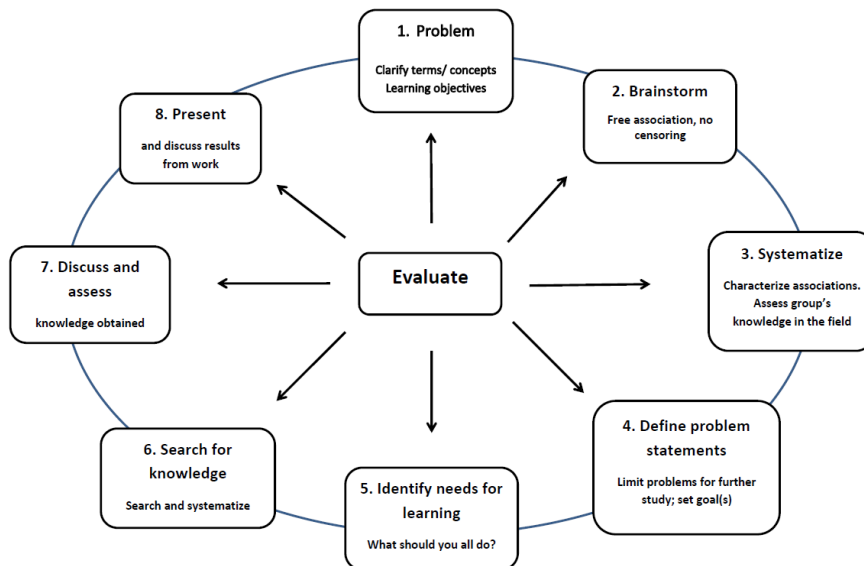 1. Problem
Clarify terms/ concepts
Learning objectives
2. Brainstorm
Free association, no
censoring
3. Systematize
Characterize associations.
Assess group's
knowledge in the field
4. Define problem
statements
Limit problems for further
study; set goal(s)
5. Identify needs for
learning
What should you all do?
6. Search for
knowledge
Search and systematize
7. Discuss and
assess
knowledge obtained
8. Present
and discuss results
from work
Evaluate